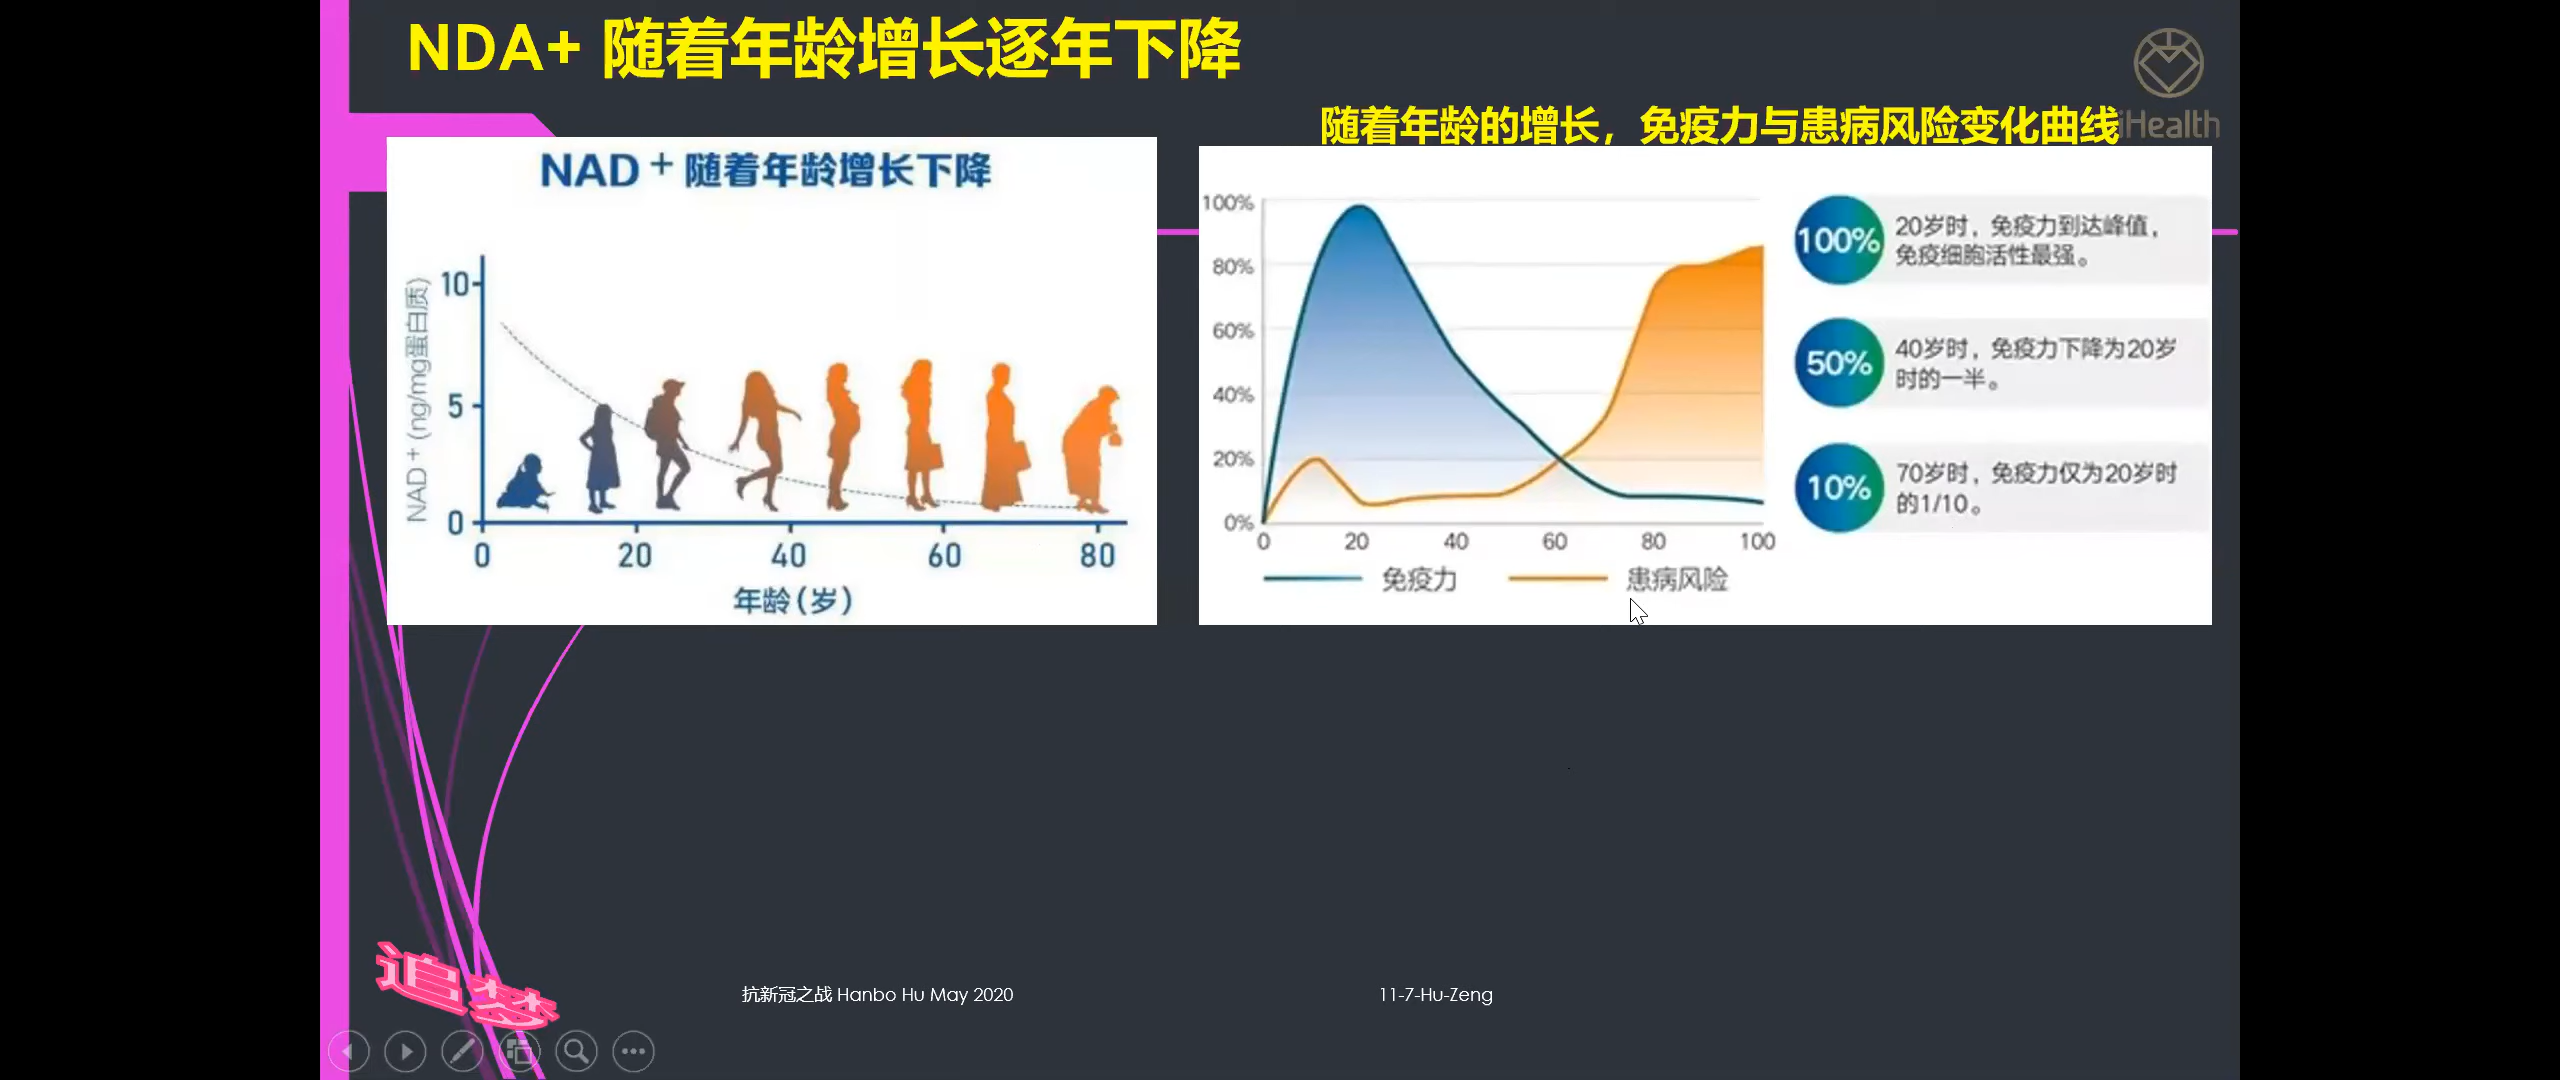 NDA+ 随着年龄增长逐年下降
iHealth
随着年龄的增长，免疫力与患病风险变化曲线
NAD+随着年龄增长下降
NAD+(ng/mg蛋白质)
10
5
0
0 20 40 60 80
年龄(岁)
100%
80%
60%
40%
20%
0%
0 20 40 60 80 100
免疫力 患病风险
100%
20岁时，免疫力到达峰值，
免疫细胞活性最强。
50%
40岁时，免疫力下降为20岁
时的一半。
10%
70岁时，免疫力仅为20岁时
的1/10。
追梦
抗新冠之战 Hanbo Hu May 2020
11-7-Hu-Zeng